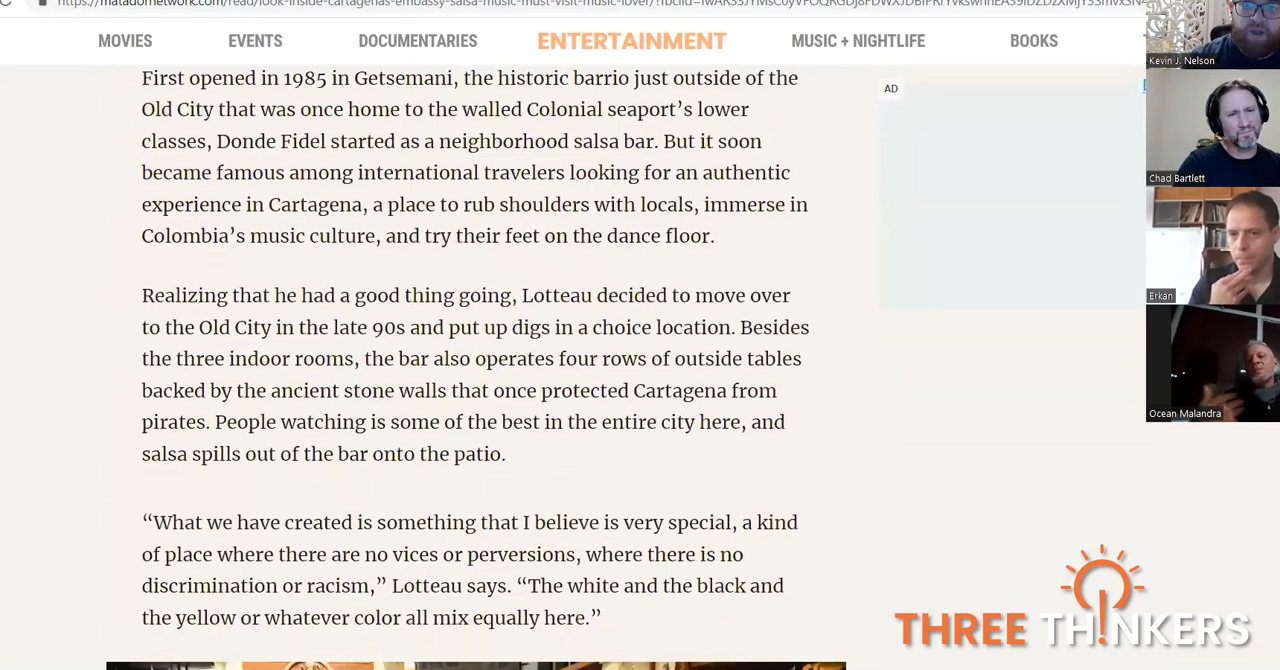 MOVIES
EVENTS
DOCUMENTARIES
ENTERTAINMENT
MUSIC + NIGHTLIFE
BOOKS
First opened in 1985 in Getsemani, the historic barrio just outside of the
Old City that was once home to the walled Colonial seaport’s lower
classes, Donde Fidel started as a neighborhood salsa bar. But it soon
became famous among international travelers looking for an authentic
experience in Cartagena, a place to rub shoulders with locals, immerse in
Colombia’s music culture, and try their feet on the dance floor.
Realizing that he had a good thing going, Lotteau decided to move over
to the Old City in the late 90s and put up digs in a choice location. Besides
the three indoor rooms, the bar also operates four rows of outside tables
backed by the ancient stone walls that once protected Cartagena from
pirates. People watching is some of the best in the entire city here, and
salsa spills out of the bar onto the patio.
“What we have created is something that I believe is very special, a kind
of place where there are no vices or perversions, where there is no
discrimination or racism,” Lotteau says. “The white and the black and
the yellow or whatever color all mix equally here.”
AD
Kevin J. Nelson
Chad Bartlett
Erkan
Ocean Malandra
THREE THINKERS